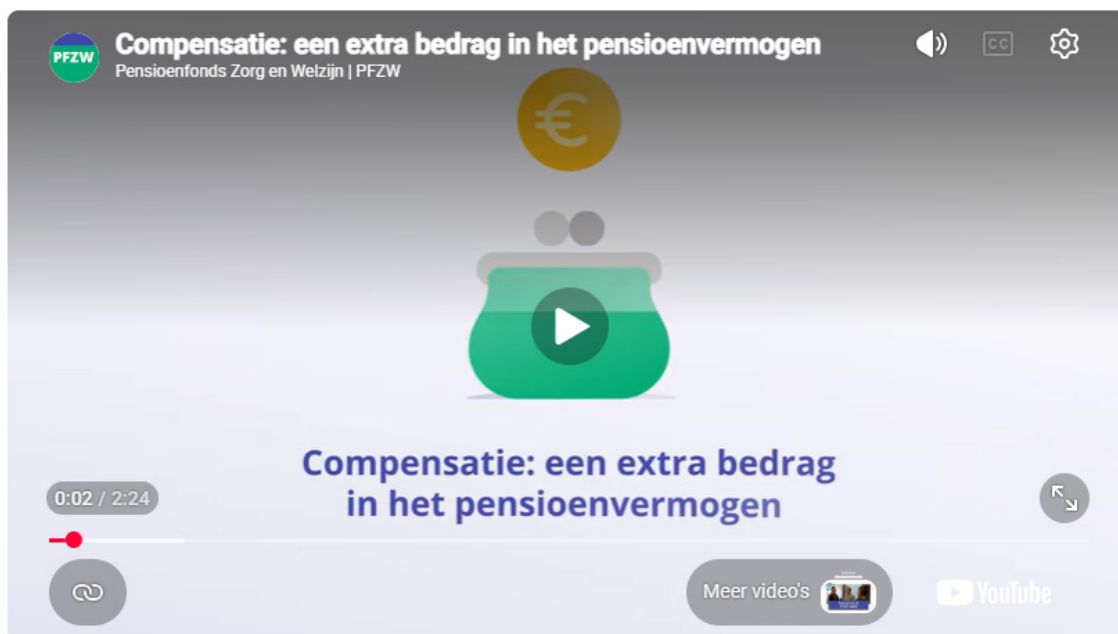 PFZW
Compensatie: een extra bedrag in het pensioenvermogen
Pensioenfonds Zorg en Welzijn | PFZW
CC
€
Compensatie: een extra bedrag
in het pensioenvermogen
0:02 / 2:24
Meer video's
YouTube